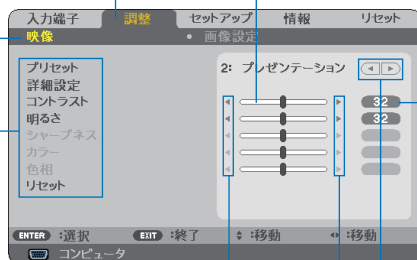 入力端子 調整 セットアップ 情報 リセット
映像 • 画像設定
プリセット 2: プレゼンテーション
詳細設定
コントラスト 32
明るさ 32
シャープネス
カラー
色相
リセット
ENTER :選択 EXIT :終了 :移動 :移動
コンピュータ